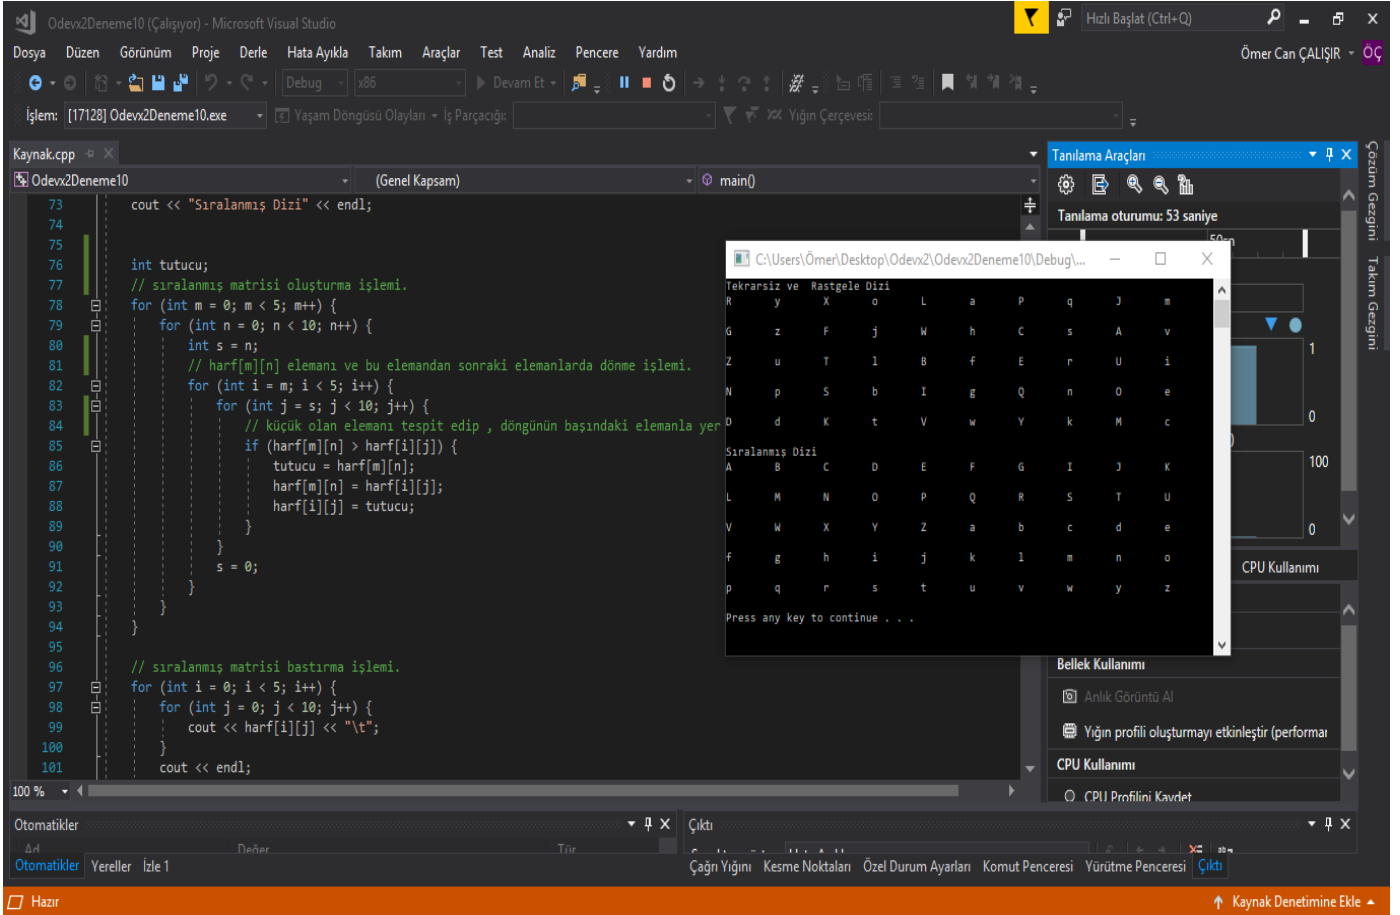 Odevx2Deneme10 (Çalışıyor) - Microsoft Visual Studio
Hızlı Başlat (Ctrl+Q)
Dosya Düzen Görünüm Proje Derle Hata Ayıkla Takım Araçlar Test Analiz Pencere Yardım
Ömer Can ÇALIŞIR ÖÇ
Debug x86 Devam Et
İşlem: [17128] Odevx2Deneme10.exe Yaşam Döngüsü Olayları İş Parçacığı: Yığın Çerçevesi:
Kaynak.cpp
Odevx2Deneme10 (Genel Kapsam) main()
73 cout << "Sıralanmış Dizi" << endl;
74
75
76 int tutucu;
77 // sıralanmış matrisi oluşturma işlemi.
78 for (int m = 0; m < 5; m++) {
79 for (int n = 0; n < 10; n++) {
80 int s = n;
81 // harf[m][n] elemanı ve bu elemandan sonraki elemanlarda dönme işlemi.
82 for (int i = m; i < 5; i++) {
83 for (int j = s; j < 10; j++) {
84 // küçük olan elemanı tespit edip , döngünün başındaki elemanla yer
85 if (harf[m][n] > harf[i][j]) {
86 tutucu = harf[m][n];
87 harf[m][n] = harf[i][j];
88 harf[i][j] = tutucu;
89 }
90 }
91 s = 0;
92 }
93 }
94 }
95
96 // sıralanmış matrisi bastırma işlemi.
97 for (int i = 0; i < 5; i++) {
98 for (int j = 0; j < 10; j++) {
99 cout << harf[i][j] << "\t";
100 }
101 cout << endl;
100 %
C:\Users\Ömer\Desktop\Odevx2\Odevx2Deneme10\Debug\...
Tekrarsiz ve Rastgele Dizi
R y X o L a P q J m
G z F j W h C s A v
Z u T l B f E r U i
N p S b I g Q n O e
D d K t V w Y k M c
Sıralanmış Dizi
A B C D E F G I J K
L M N O P Q R S T U
V W X Y Z a b c d e
f g h i j k l m n o
p q r s t u v w y z
Press any key to continue . . .
Tanılama Araçları
Tanılama oturumu: 53 saniye
50sn
1
0
100
0
CPU Kullanımı
Bellek Kullanımı
Anlık Görüntü Al
Yığın profili oluşturmayı etkinleştir (performar
CPU Kullanımı
CPU Profilini Kaydet
Çözüm Gezgini
Takım Gezgini
Otomatikler
Ad Değer Tür
Otomatikler Yereller İzle 1
Çıktı
Çağrı Yığını Kesme Noktaları Özel Durum Ayarları Komut Penceresi Yürütme Penceresi Çıktı
Hazır
Kaynak Denetimine Ekle